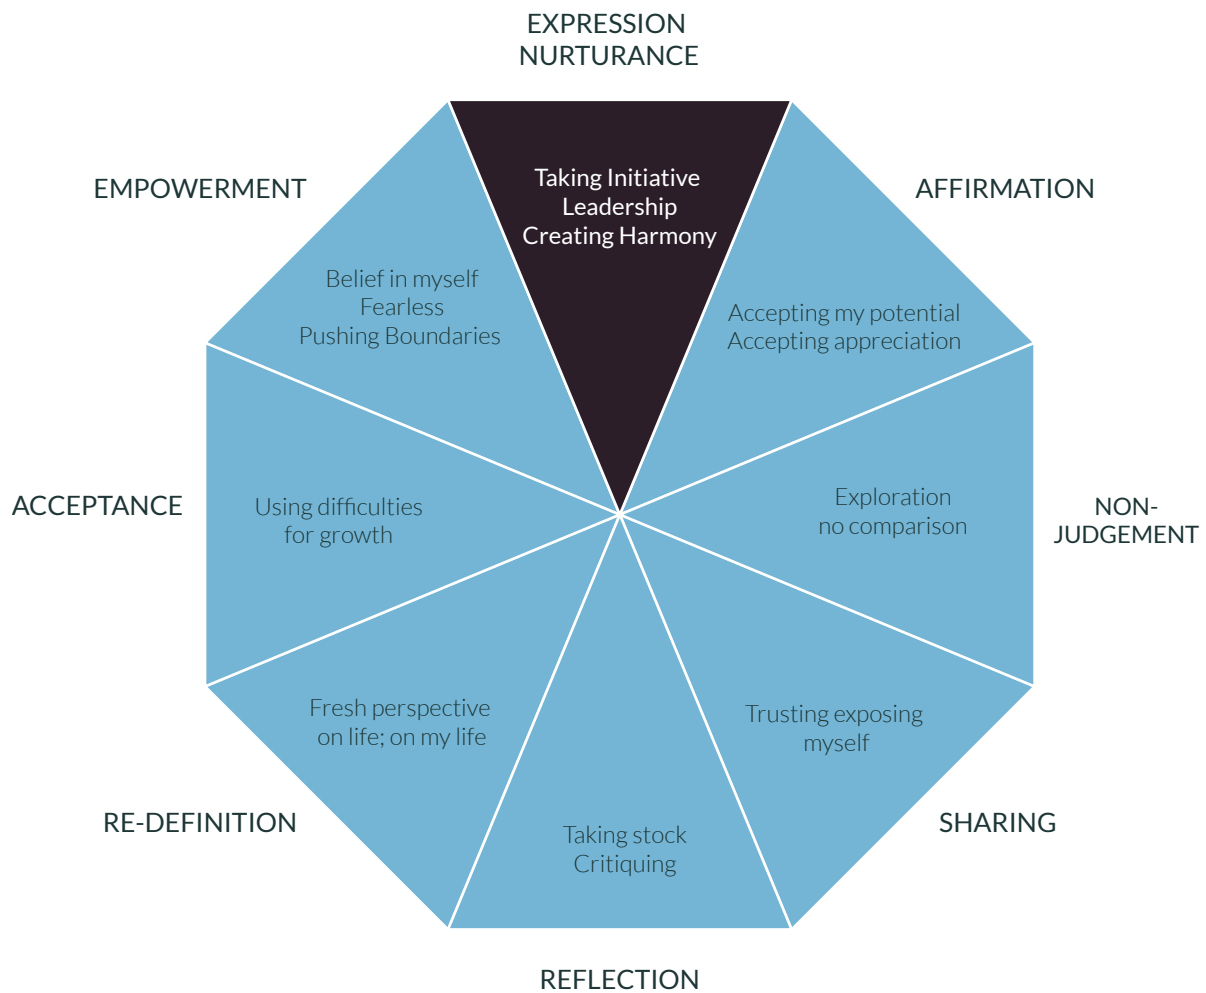 EXPRESSION
NURTURANCE
Taking Initiative
Leadership
Creating Harmony
AFFIRMATION
Accepting my potential
Accepting appreciation
NON-
JUDGEMENT
Exploration
no comparison
SHARING
Trusting exposing
myself
REFLECTION
Taking stock
Critiquing
RE-DEFINITION
Fresh perspective
on life; on my life
ACCEPTANCE
Using difficulties
for growth
EMPOWERMENT
Belief in myself
Fearless
Pushing Boundaries